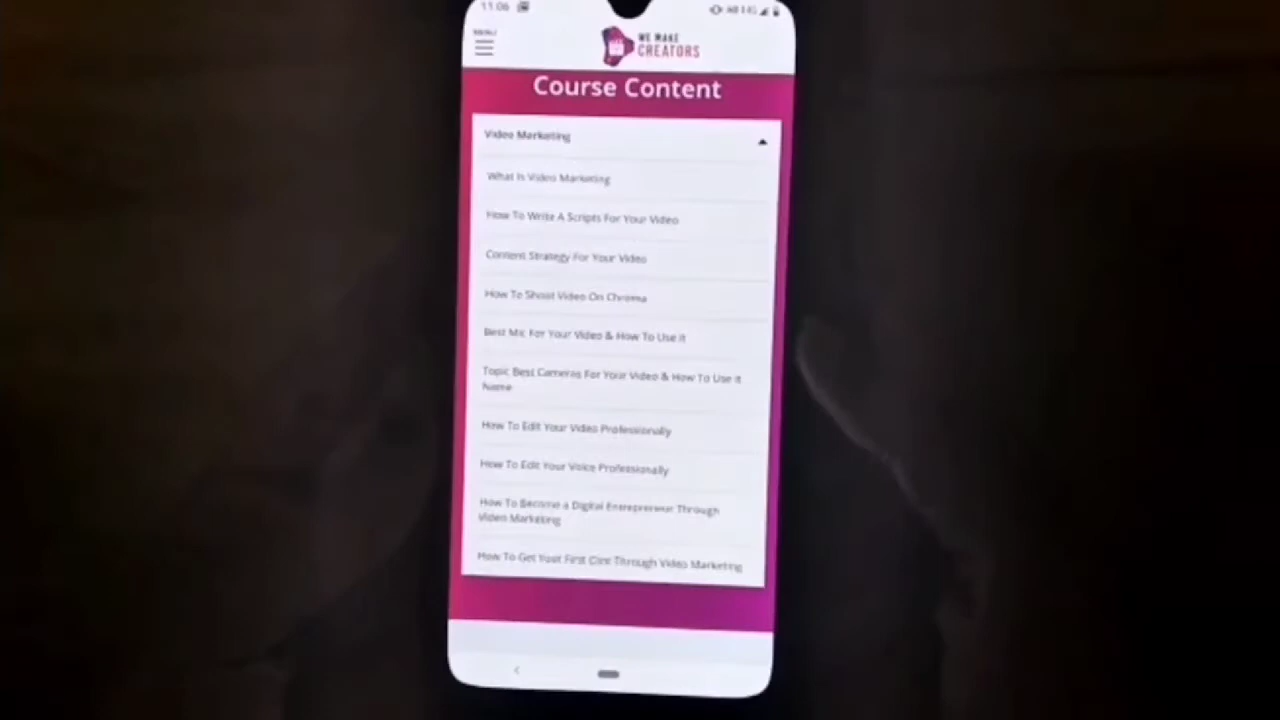 11:06
MENU
WE MAKE
CREATORS
Course Content
Video Marketing
What Is Video Marketing
How To Write A Scripts For Your Video
Content Strategy For Your Video
How To Shoot Video On Chroma
Best Mic For Your Video & How To Use it
Topic Best Cameras For Your Video & How To Use it
Name
How To Edit Your Video Professionally
How To Edit Your Voice Professionally
How To Become a Digital Entrepreneur Through
Video Marketing
How To Get Your First Through Video Marketing